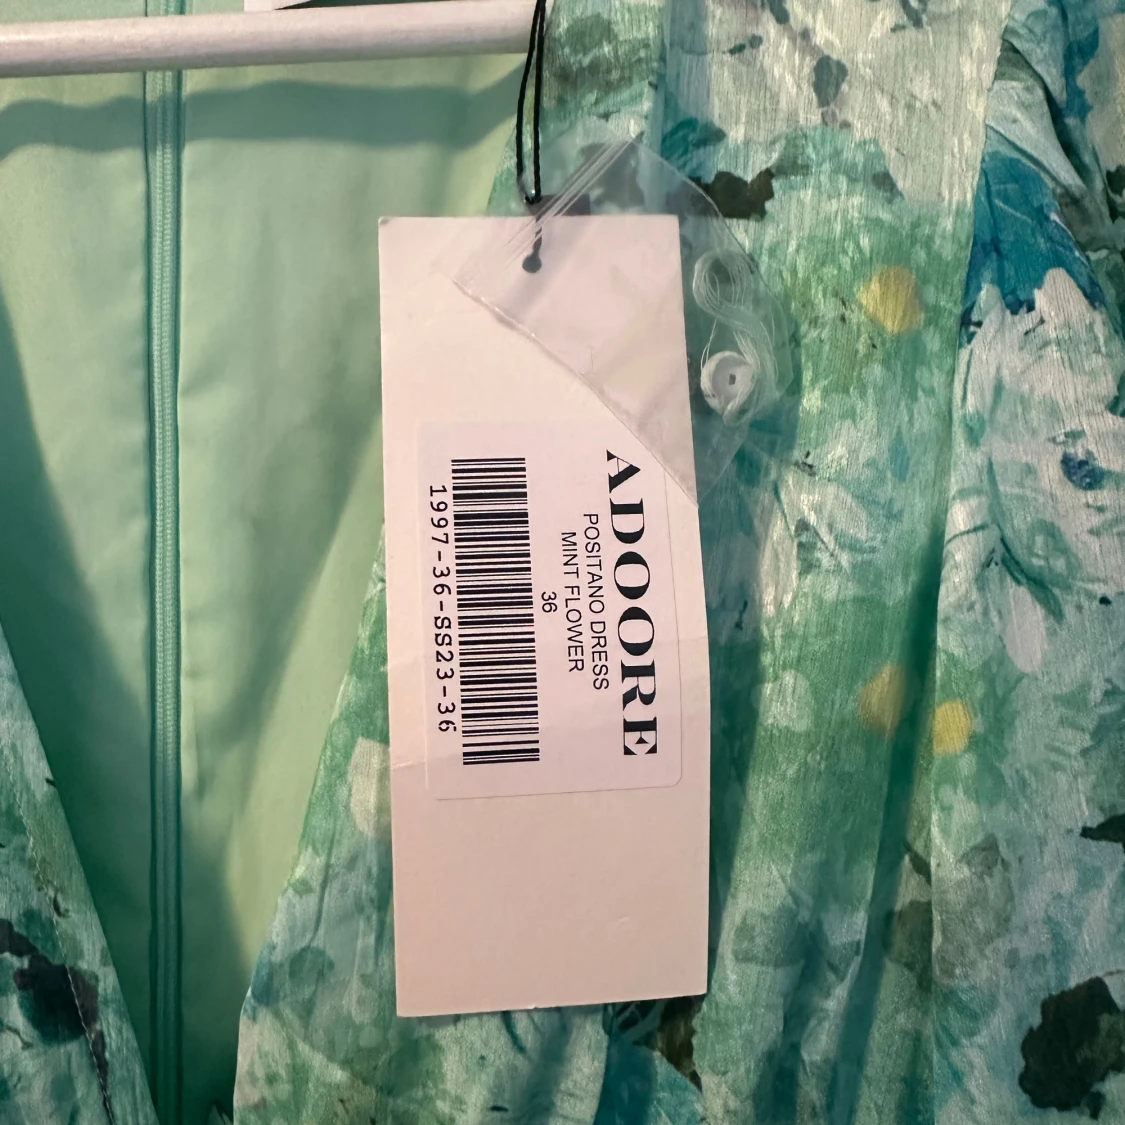 ADOORE
POSITANO DRESS
MINT FLOWER
36
1997-36-SS23-36